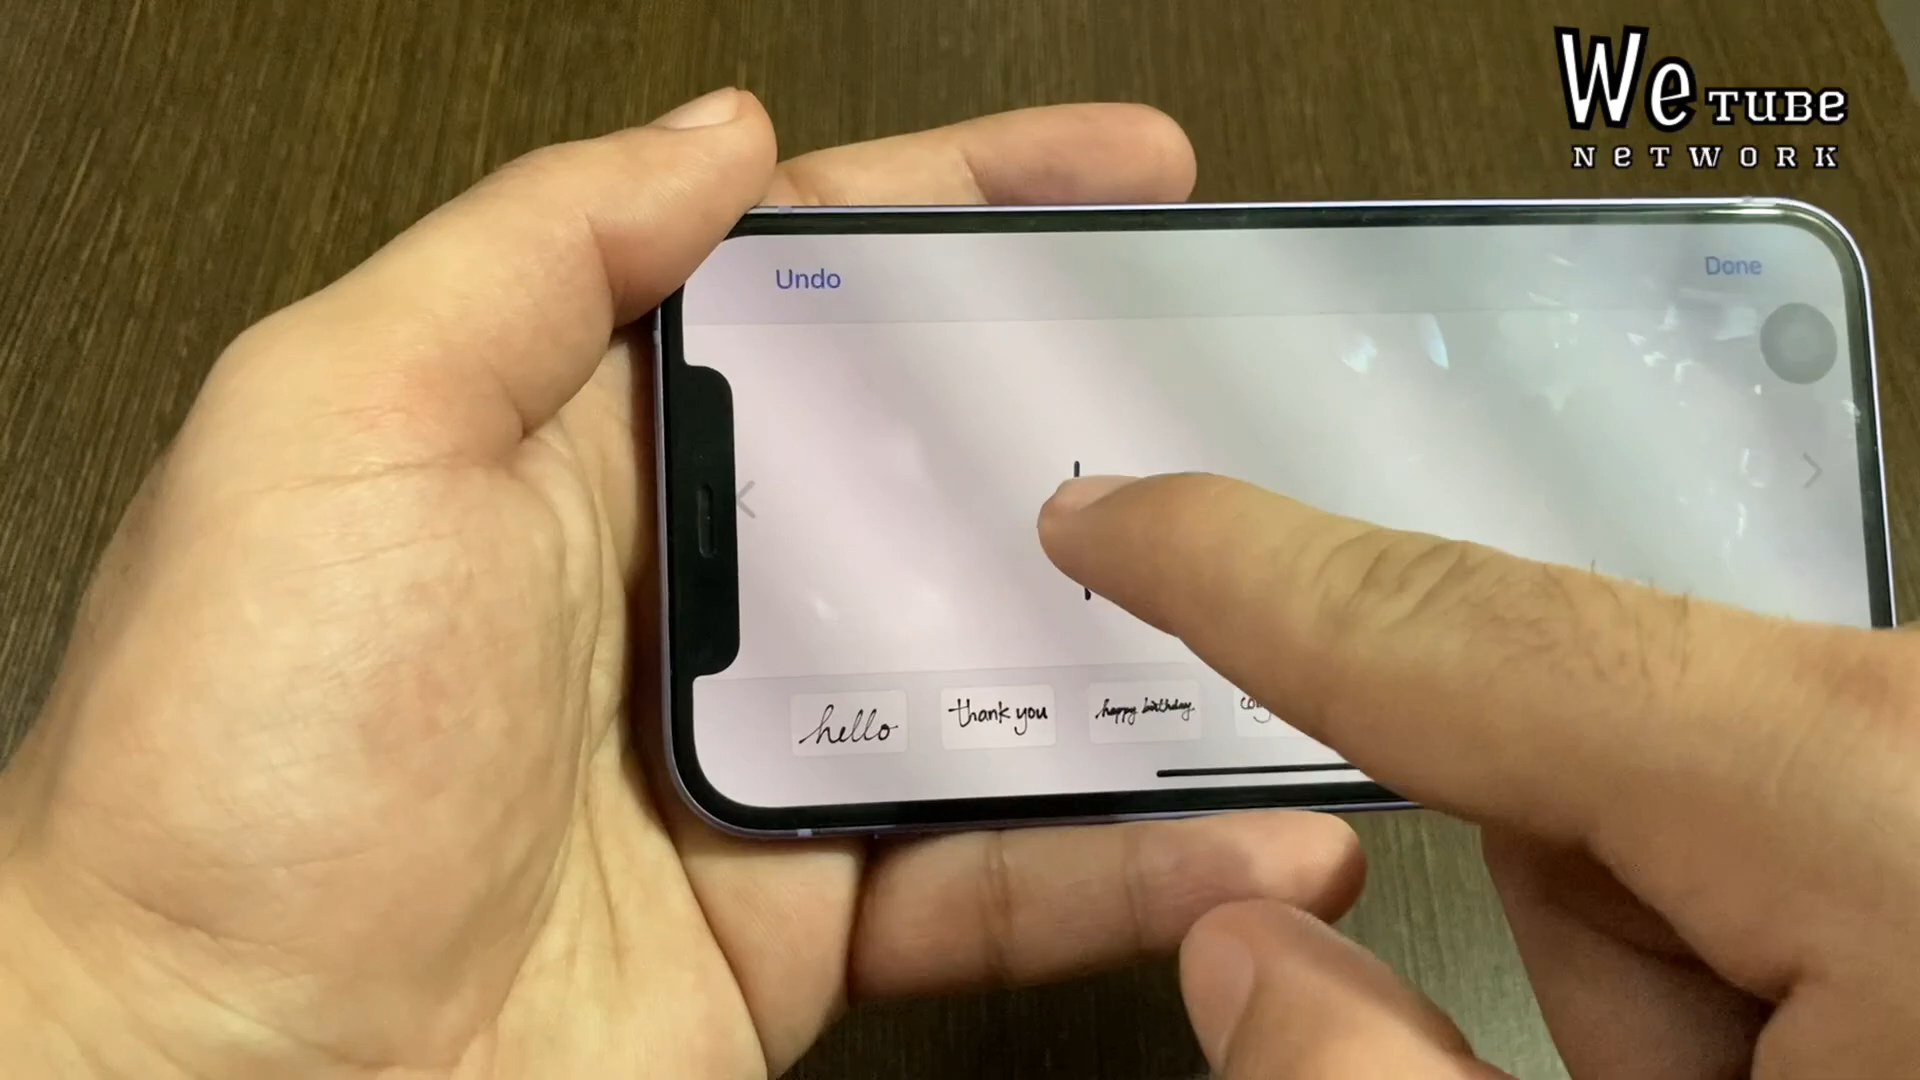 We TUBe
NeTWORK
Undo
Done
hello
thank you
happy birthday